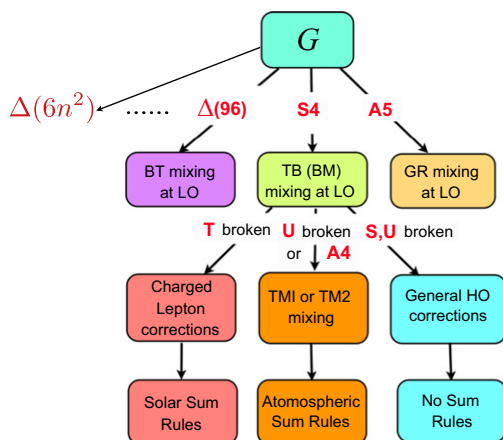 G
Δ(6n²) ...... Δ(96) S4 A5
BT mixing
at LO
TB (BM)
mixing at LO
GR mixing
at LO
T broken U broken S,U broken
or A4
Charged
Lepton
corrections
TMI or TM2
mixing
General HO
corrections
Solar Sum
Rules
Atomospheric
Sum Rules
No Sum
Rules